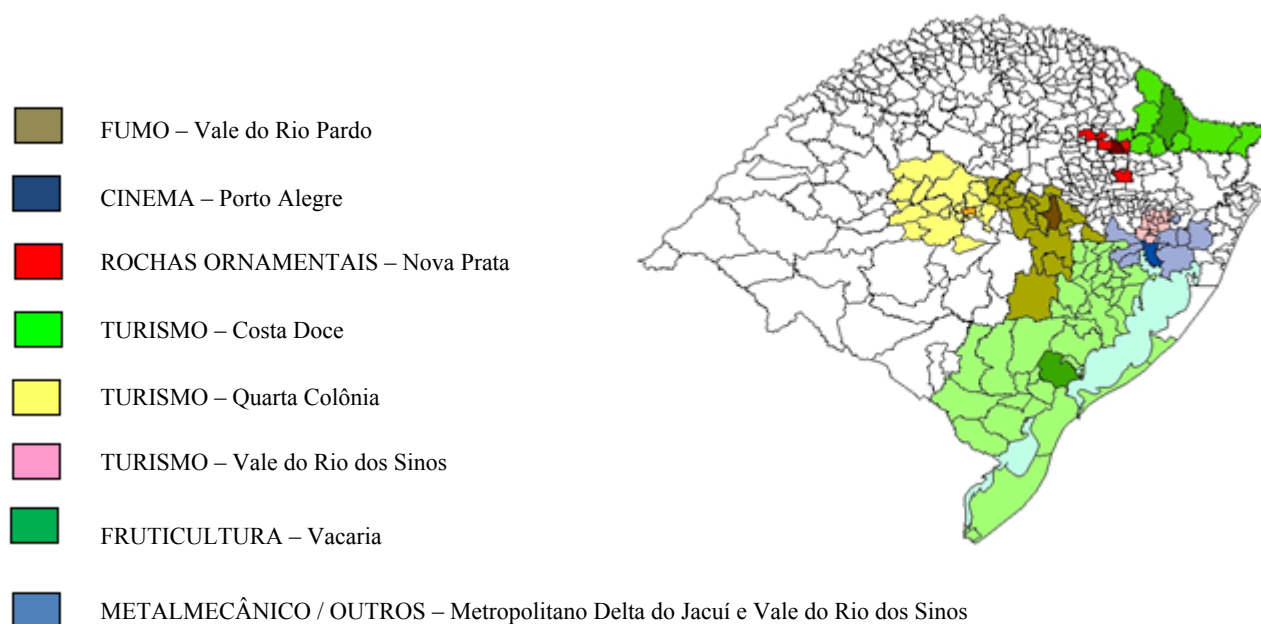 FUMO – Vale do Rio Pardo
CINEMA – Porto Alegre
ROCHAS ORNAMENTAIS – Nova Prata
TURISMO – Costa Doce
TURISMO – Quarta Colônia
TURISMO – Vale do Rio dos Sinos
FRUTICULTURA – Vacaria
METALMECÂNICO / OUTROS – Metropolitano Delta do Jacuí e Vale do Rio dos Sinos